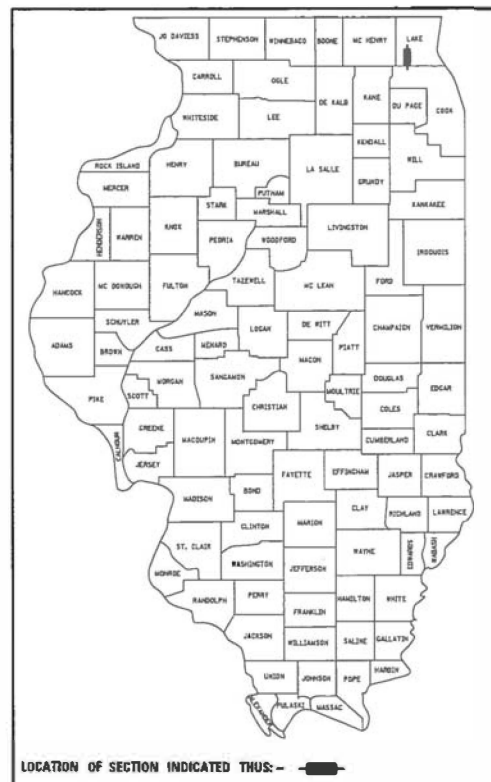 JO DAVIESS STEPHENSON WINNEBAGO BOONE MC HENRY LAKE
CARROLL OGLE
DE KALB KANE DU PAGE COOK
WHITESIDE LEE
KENDALL WILL
ROCK ISLAND HENRY BUREAU LA SALLE
MERCER PUTNAM GRUNDY
STARK MARSHALL KANKAKEE
HENDERSON WARREN KNOX PEORIA WOODFORD LIVINGSTON
IROQUOIS
HANCOCK MC DONOUGH FULTON TAZEWELL MC LEAN FORD
MASON
SCHUYLER LOGAN DE WITT CHAMPAIGN VERMILION
ADAMS BROWN CASS MENARD PIATT
MACON
MORGAN SANGAMON DOUGLAS
PIKE SCOTT CHRISTIAN MOULTRIE COLES EDGAR
GREENE MACOUPIN SHELBY
CALHOUN MONTGOMERY CUMBERLAND CLARK
JERSEY
FAYETTE EFFINGHAM JASPER CRAWFORD
MADISON BOND
CLAY RICHLAND LAWRENCE
CLINTON MARION
ST. CLAIR WAYNE EDWARDS WABASH
WASHINGTON JEFFERSON
MONROE
RANDOLPH PERRY HAMILTON WHITE
FRANKLIN
JACKSON WILLIAMSON SALINE GALLATIN
UNION JOHNSON POPE HARDIN
ALEXANDER PULASKI MASSAC
LOCATION OF SECTION INDICATED THUS:-